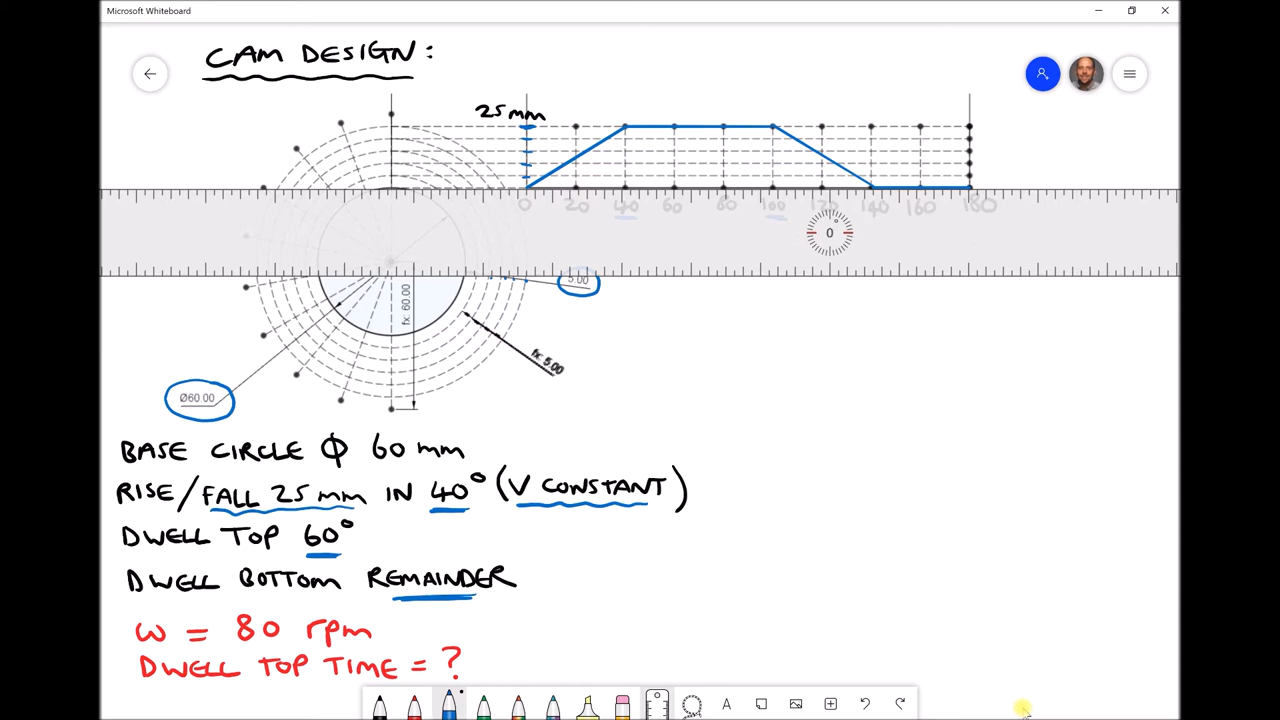 Microsoft Whiteboard
CAM DESIGN:
25 mm
0 20 40 60 80 100 120 140 160 180
0°
5.00
fx: 60.00
fx: 5.00
Ø60.00
BASE CIRCLE Φ 60 mm
RISE/FALL 25 mm IN 40° (V CONSTANT)
DWELL TOP 60°
DWELL BOTTOM REMAINDER
ω = 80 rpm
DWELL TOP TIME = ?
A